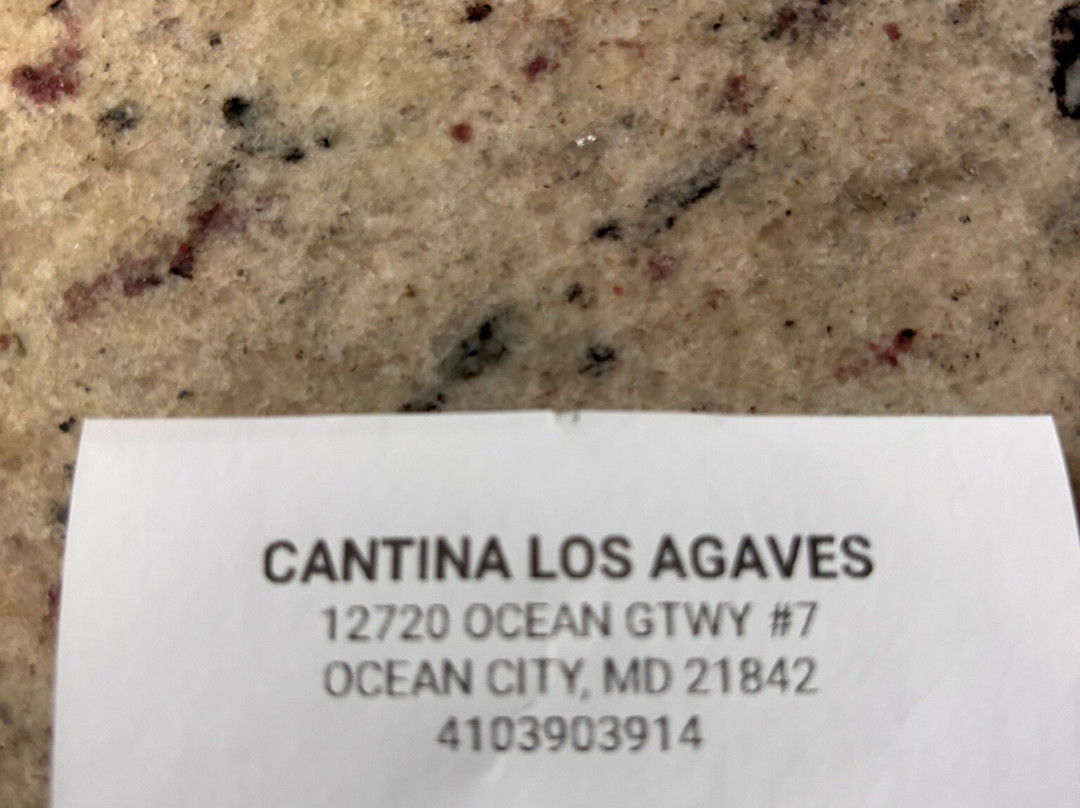 CANTINA LOS AGAVES
12720 OCEAN GTWY #7
OCEAN CITY, MD 21842
4103903914